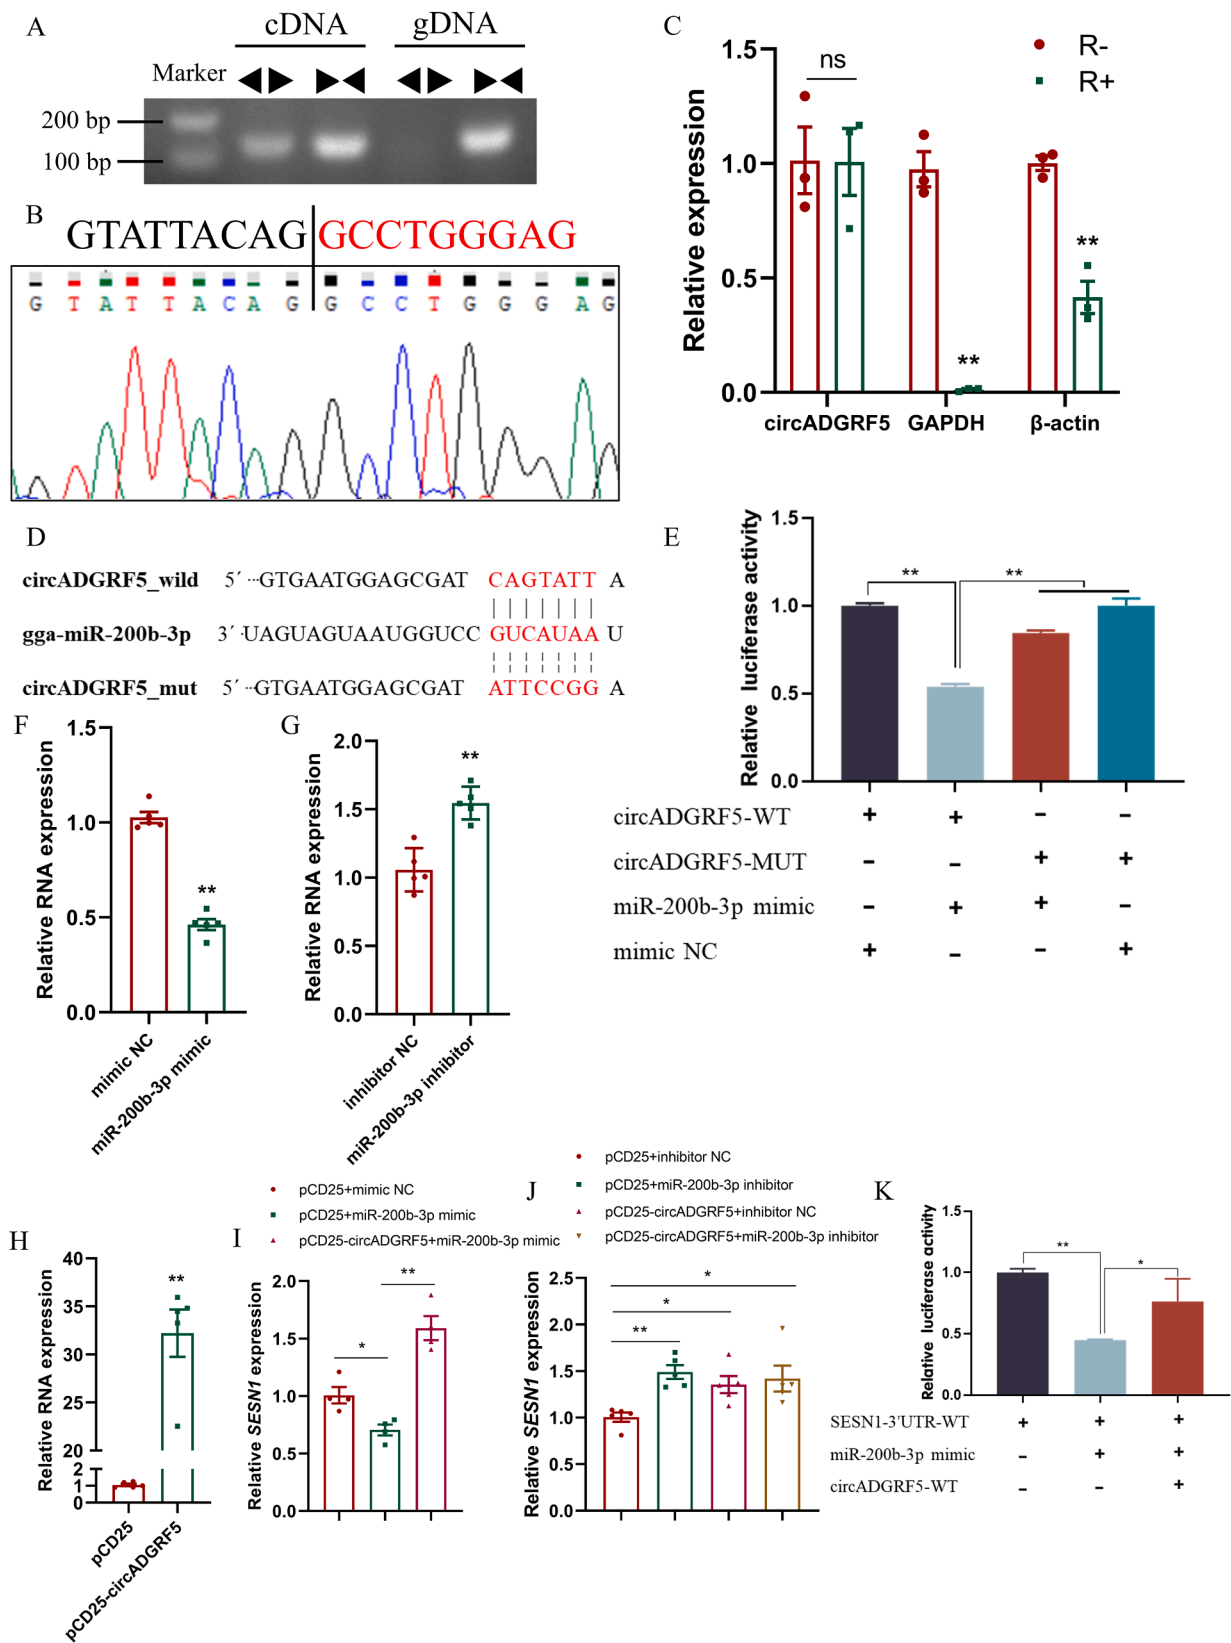 A
cDNA
gDNA
Marker
200 bp
100 bp
B
GTATTACAG GCCTGGGAG
G T A T T A C A G G C C T G G G A G
C
Relative expression
1.5
1.0
0.5
0.0
ns
**
**
R-
R+
circADGRF5 GAPDH β-actin
D
circADGRF5_wild 5´ ···GTGAATGGAGCGAT CAGTATT A
gga-miR-200b-3p 3´ ·UAGUAGUAAUGGUCC GUCAUAA U
circADGRF5_mut 5´ ···GTGAATGGAGCGAT ATTCCGG A
E
Relative luciferase activity
1.5
1.0
0.5
0.0
** **
circADGRF5-WT + + − −
circADGRF5-MUT − − + +
miR-200b-3p mimic − + + −
mimic NC + − − +
F
Relative RNA expression
1.5
1.0
0.5
0.0
**
mimic NC
miR-200b-3p mimic
G
Relative RNA expression
2.0
1.5
1.0
0.5
0.0
**
inhibitor NC
miR-200b-3p inhibitor
H
Relative RNA expression
40
35
30
25
20
2
1
0
**
pCD25
pCD25-circADGRF5
I
pCD25+mimic NC
pCD25+miR-200b-3p mimic
pCD25-circADGRF5+miR-200b-3p mimic
Relative SESN1 expression
2.0
1.5
1.0
0.5
0.0
*
**
J
pCD25+inhibitor NC
pCD25+miR-200b-3p inhibitor
pCD25-circADGRF5+inhibitor NC
pCD25-circADGRF5+miR-200b-3p inhibitor
Relative SESN1 expression
2.5
2.0
1.5
1.0
0.5
0.0
*
*
**
K
Relative luciferase activity
1.5
1.0
0.5
0.0
** *
SESN1-3'UTR-WT + + +
miR-200b-3p mimic − + +
circADGRF5-WT − − +